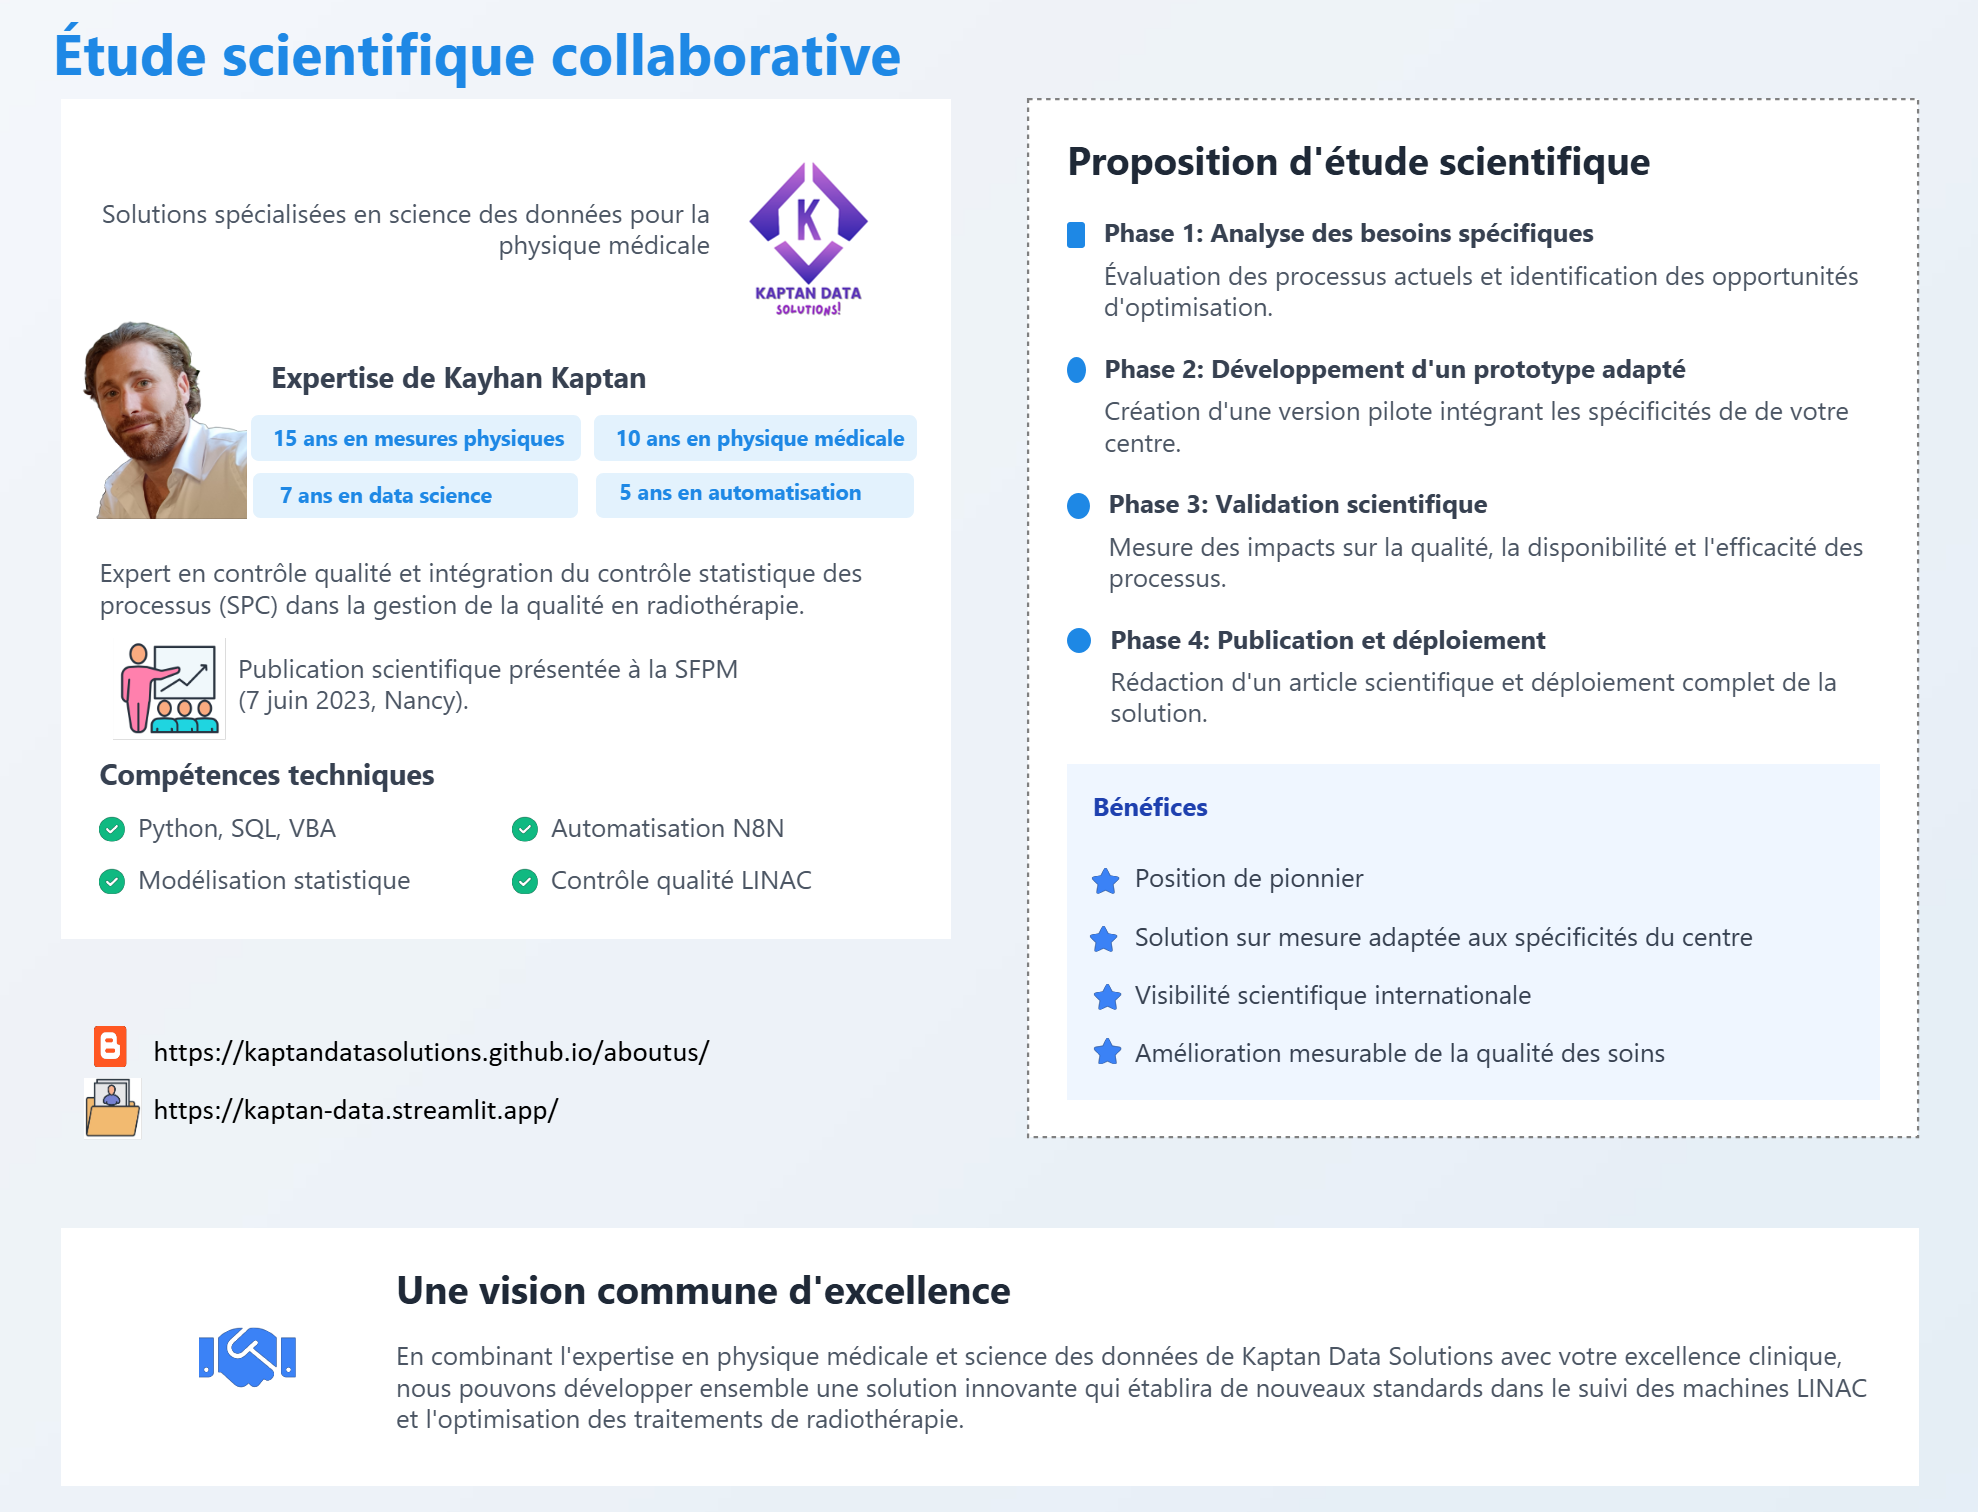 Étude scientifique collaborative
Solutions spécialisées en science des données pour la
physique médicale
K
KAPTAN DATA
SOLUTIONS!
Expertise de Kayhan Kaptan
15 ans en mesures physiques
10 ans en physique médicale
7 ans en data science
5 ans en automatisation
Expert en contrôle qualité et intégration du contrôle statistique des
processus (SPC) dans la gestion de la qualité en radiothérapie.
Publication scientifique présentée à la SFPM
(7 juin 2023, Nancy).
Compétences techniques
Python, SQL, VBA
Automatisation N8N
Modélisation statistique
Contrôle qualité LINAC
https://kaptandatasolutions.github.io/aboutus/
https://kaptan-data.streamlit.app/
Proposition d'étude scientifique
Phase 1: Analyse des besoins spécifiques
Évaluation des processus actuels et identification des opportunités
d'optimisation.
Phase 2: Développement d'un prototype adapté
Création d'une version pilote intégrant les spécificités de de votre
centre.
Phase 3: Validation scientifique
Mesure des impacts sur la qualité, la disponibilité et l'efficacité des
processus.
Phase 4: Publication et déploiement
Rédaction d'un article scientifique et déploiement complet de la
solution.
Bénéfices
Position de pionnier
Solution sur mesure adaptée aux spécificités du centre
Visibilité scientifique internationale
Amélioration mesurable de la qualité des soins
Une vision commune d'excellence
En combinant l'expertise en physique médicale et science des données de Kaptan Data Solutions avec votre excellence clinique,
nous pouvons développer ensemble une solution innovante qui établira de nouveaux standards dans le suivi des machines LINAC
et l'optimisation des traitements de radiothérapie.